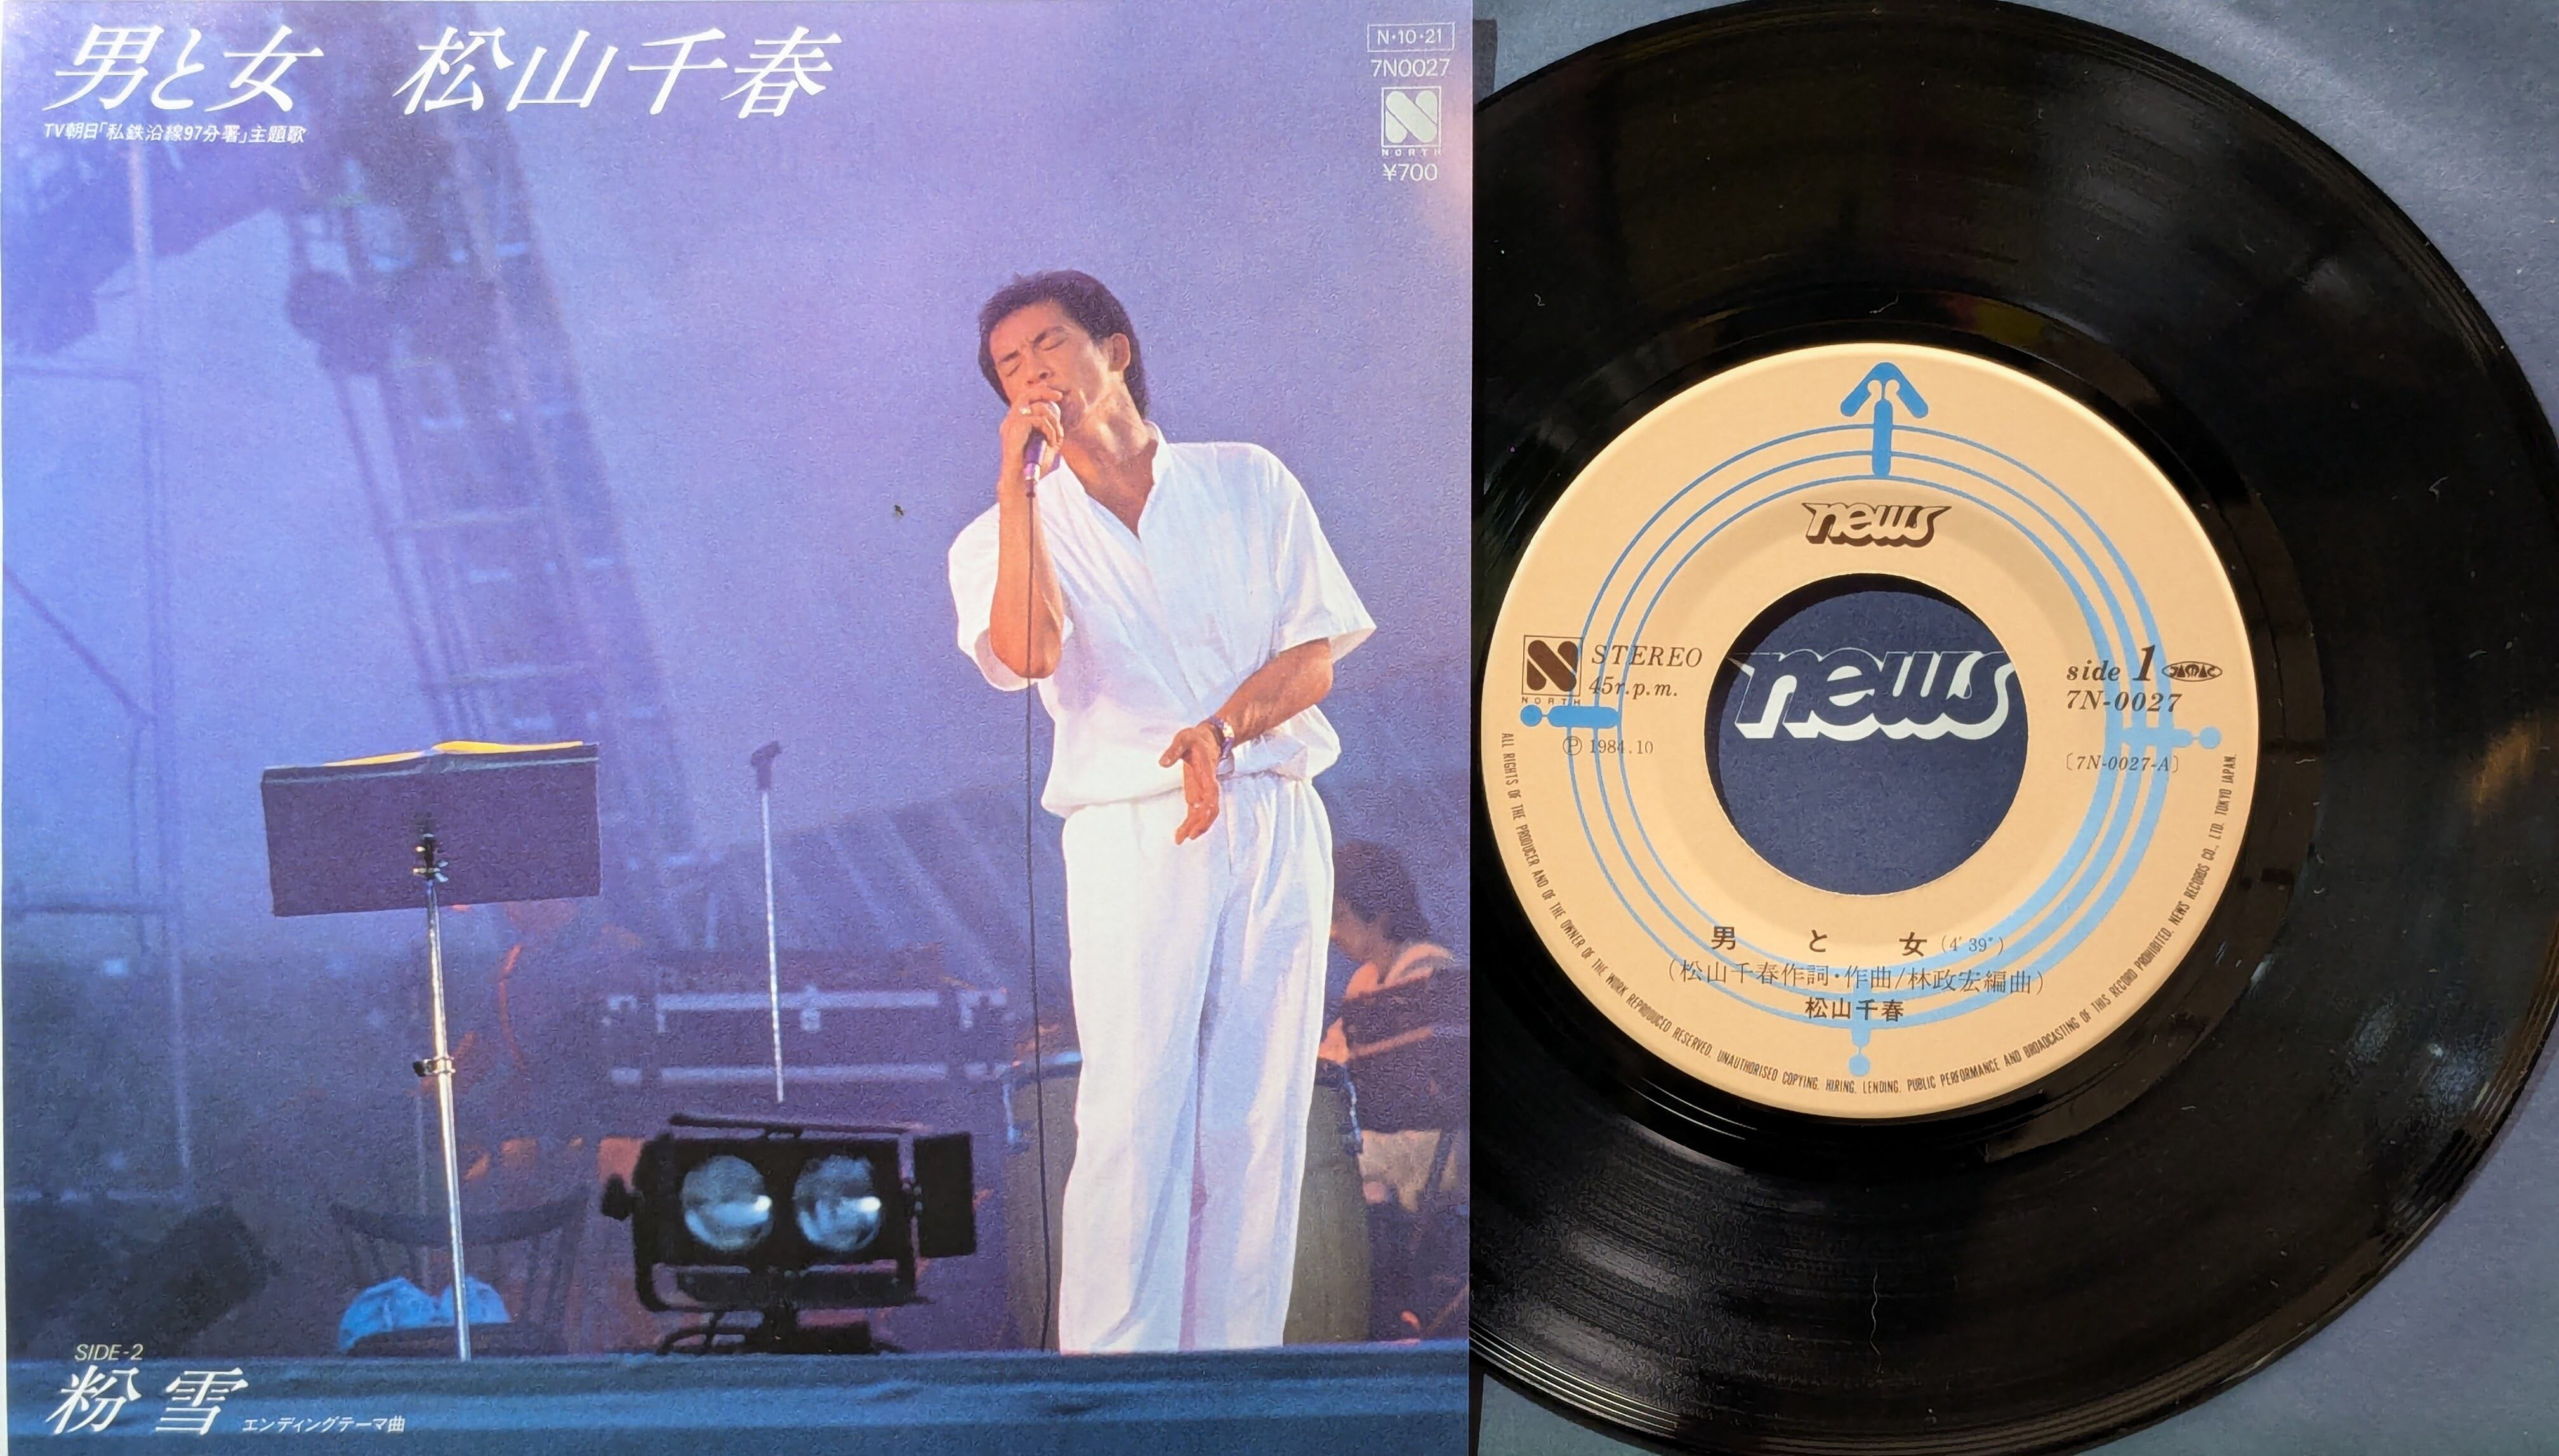 男と女 松山千春
TV朝日「私鉄沿線97分署」主題歌
N・10・21
7N0027
NORTH
¥700
SIDE-2
粉雪 エンディングテーマ曲
news
news
NORTH
STEREO
45r.p.m.
Ⓟ 1984.10
side 1 JASRAC
7N-0027
〔7N-0027-A〕
男と女 (4′39″)
(松山千春作詞・作曲/林政宏編曲)
松山千春
ALL RIGHTS OF THE PRODUCER AND OF THE OWNER OF THE WORK REPRODUCED RESERVED. UNAUTHORISED COPYING. HIRING. LENDING. PUBLIC PERFORMANCE AND BROADCASTING OF THIS RECORD PROHIBITED. NEWS RECORDS CO., LTD. TOKYO JAPAN.